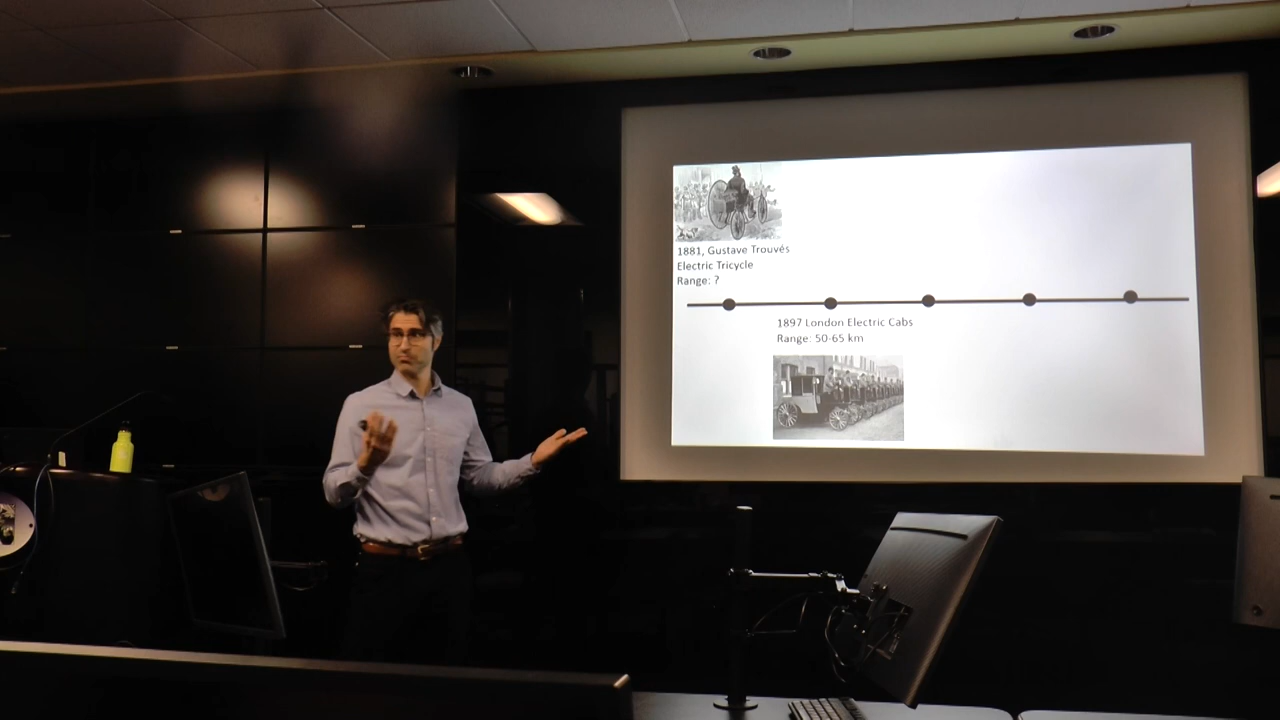 1881, Gustave Trouvés
Electric Tricycle
Range: ?
1897 London Electric Cabs
Range: 50-65 km